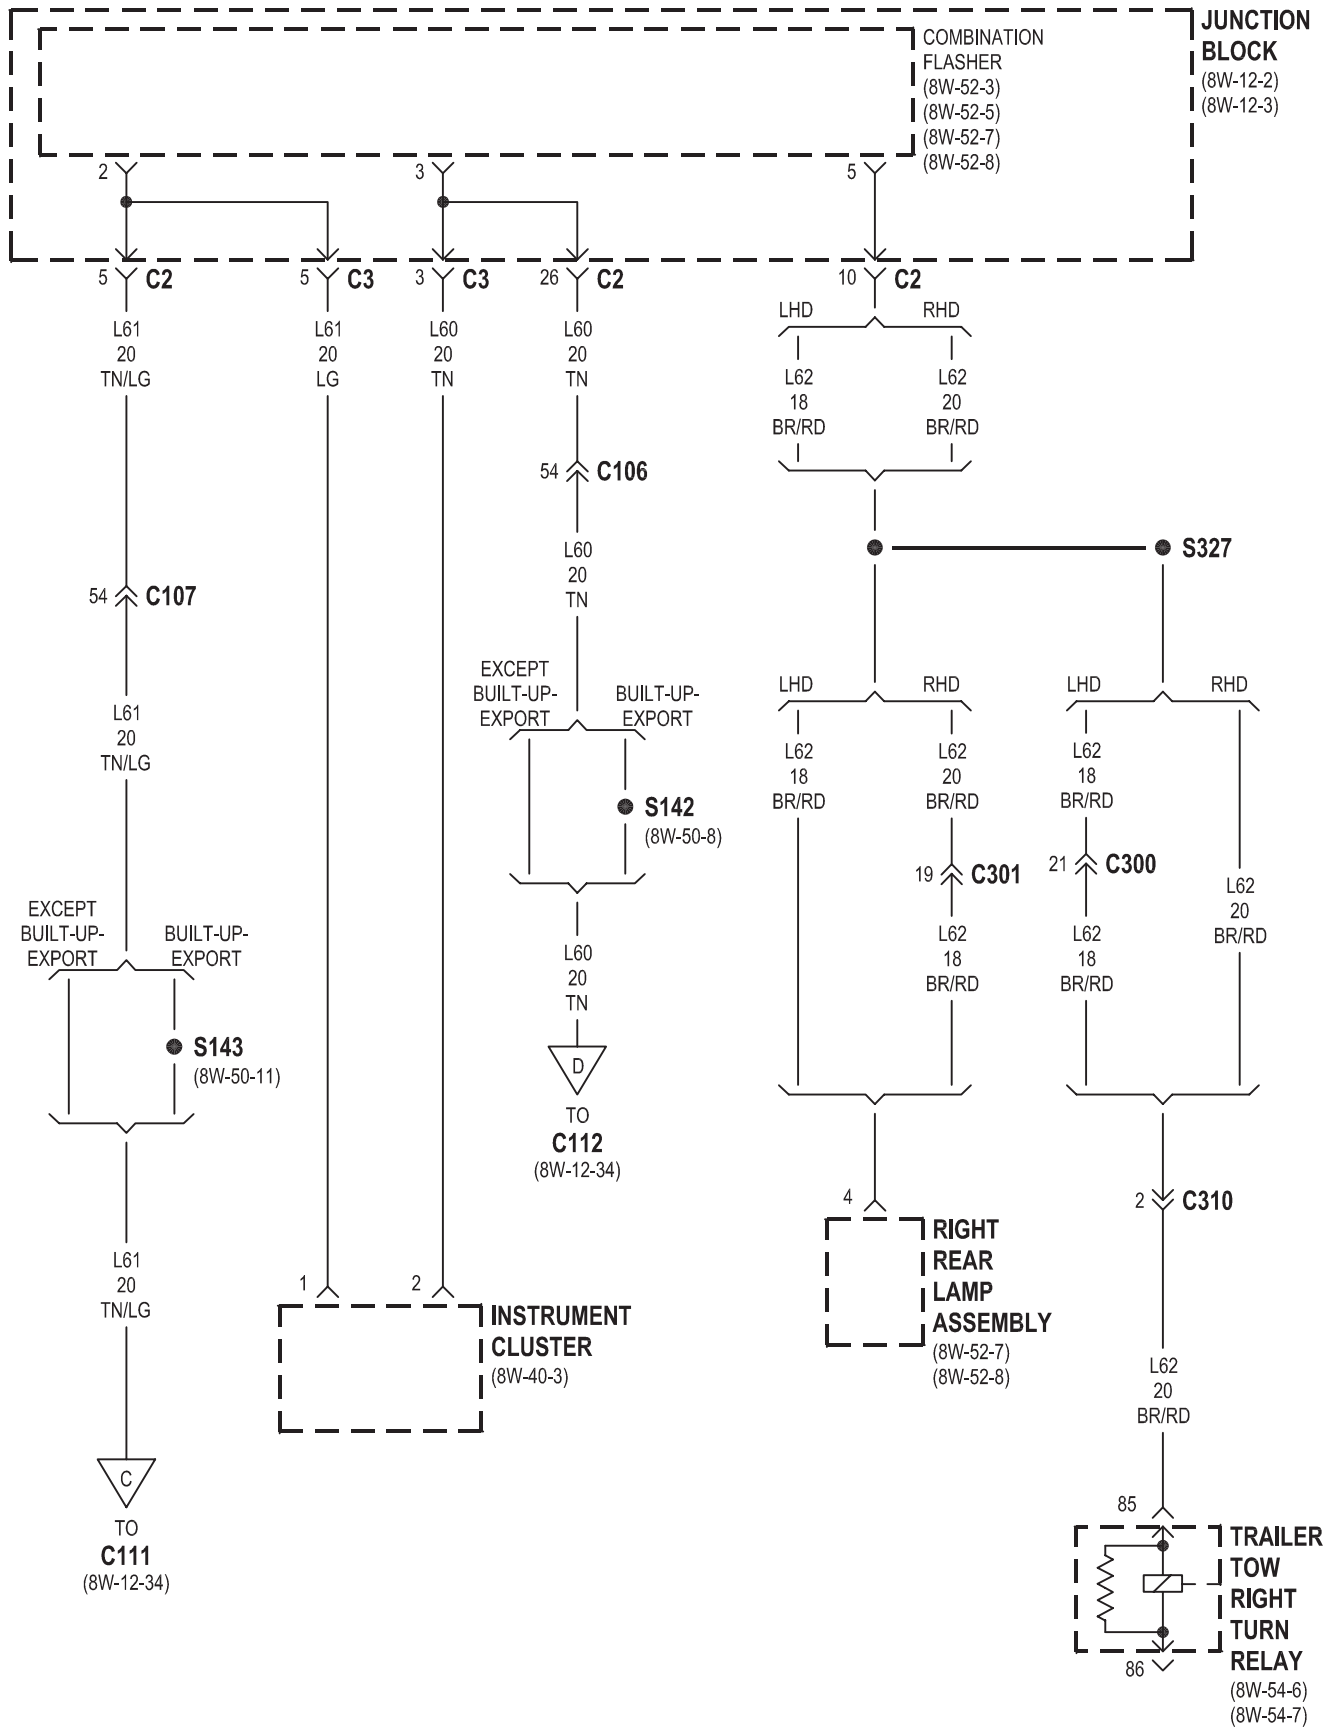 JUNCTION
BLOCK
(8W-12-2)
(8W-12-3)
COMBINATION
FLASHER
(8W-52-3)
(8W-52-5)
(8W-52-7)
(8W-52-8)
2
3
5
5 C2
5 C3
3 C3
26 C2
10 C2
LHD
RHD
L61
20
TN/LG
L61
20
LG
L60
20
TN
L60
20
TN
L62
18
BR/RD
L62
20
BR/RD
54 C106
S327
L60
20
TN
54 C107
EXCEPT
BUILT-UP-
EXPORT
BUILT-UP-
EXPORT
LHD
RHD
LHD
RHD
L61
20
TN/LG
L62
18
BR/RD
L62
20
BR/RD
L62
18
BR/RD
S142
(8W-50-8)
19 C301
21 C300
L62
20
BR/RD
EXCEPT
BUILT-UP-
EXPORT
BUILT-UP-
EXPORT
L60
20
TN
L62
18
BR/RD
L62
18
BR/RD
S143
(8W-50-11)
D
TO
C112
(8W-12-34)
4
2 C310
RIGHT
REAR
LAMP
ASSEMBLY
(8W-52-7)
(8W-52-8)
L61
20
TN/LG
1
2
INSTRUMENT
CLUSTER
(8W-40-3)
L62
20
BR/RD
C
TO
C111
(8W-12-34)
85
TRAILER
TOW
RIGHT
TURN
RELAY
(8W-54-6)
(8W-54-7)
86